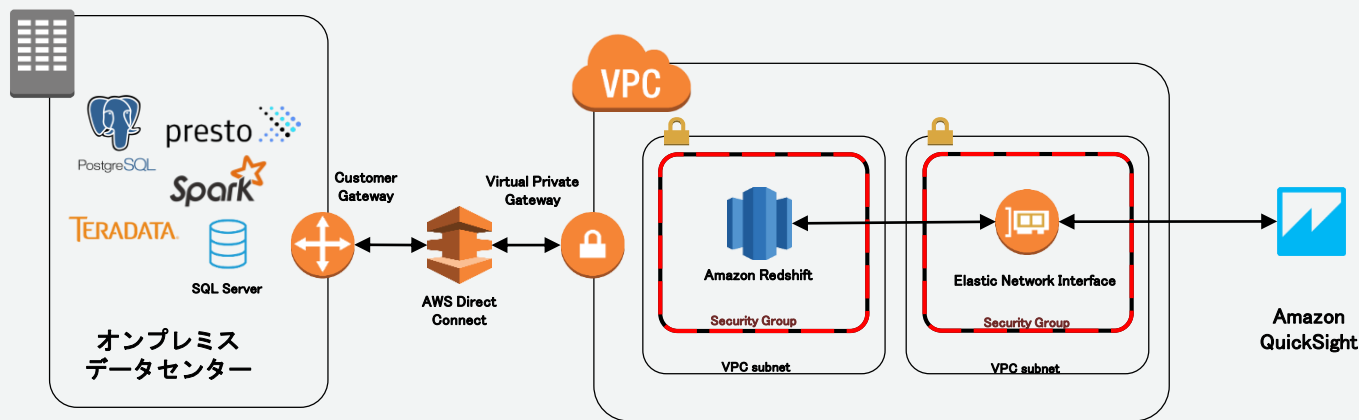 PostgreSQL
presto
Spark
TERADATA
SQL Server
オンプレミス
データセンター
Customer
Gateway
AWS Direct
Connect
Virtual Private
Gateway
VPC
Amazon Redshift
Security Group
VPC subnet
Elastic Network Interface
Security Group
VPC subnet
Amazon
QuickSight